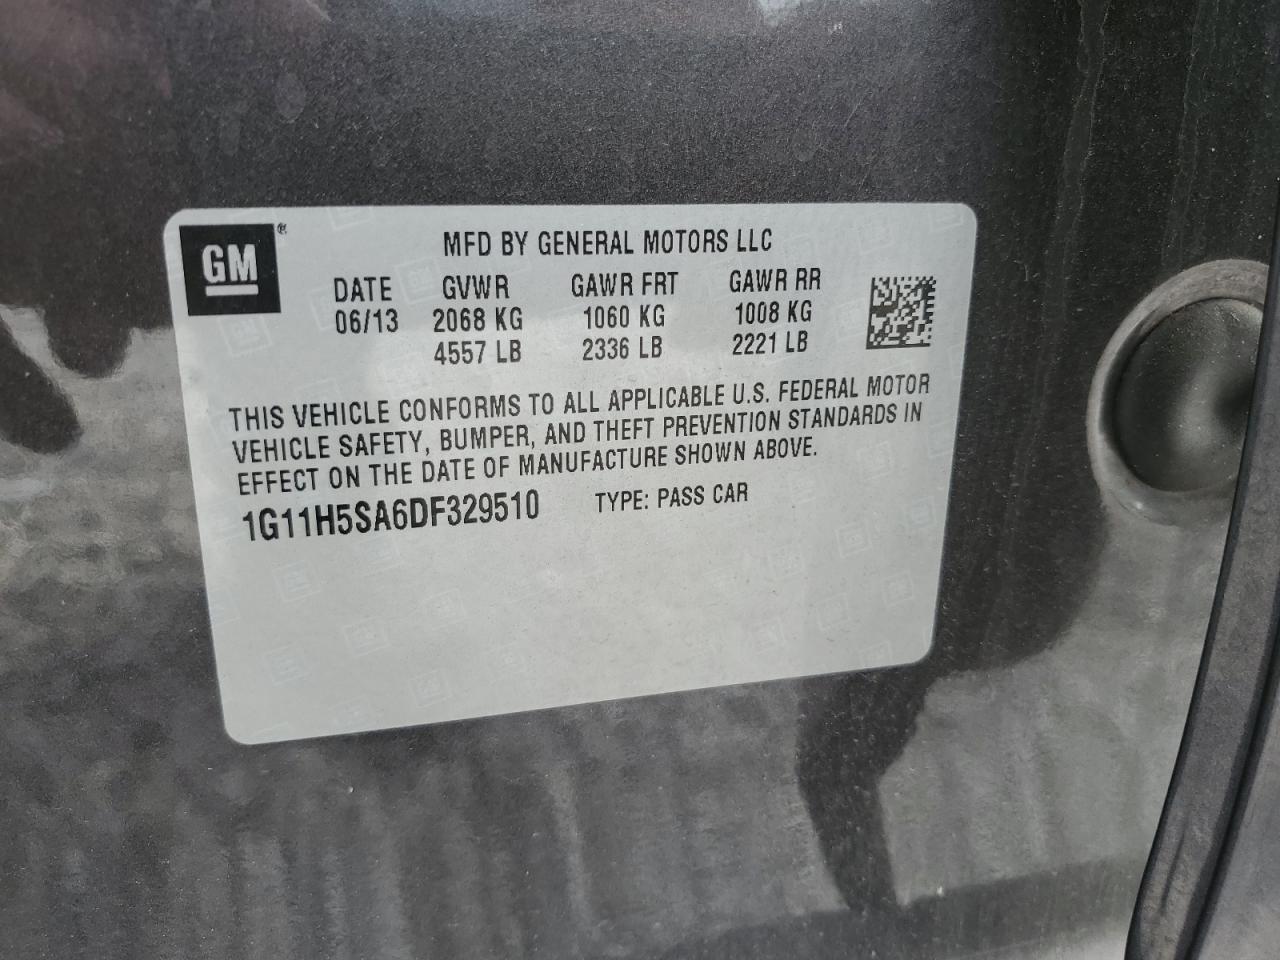 GM ®
MFD BY GENERAL MOTORS LLC
DATE GVWR GAWR FRT GAWR RR
06/13 2068 KG 1060 KG 1008 KG
4557 LB 2336 LB 2221 LB
THIS VEHICLE CONFORMS TO ALL APPLICABLE U.S. FEDERAL MOTOR
VEHICLE SAFETY, BUMPER, AND THEFT PREVENTION STANDARDS IN
EFFECT ON THE DATE OF MANUFACTURE SHOWN ABOVE.
1G11H5SA6DF329510 TYPE: PASS CAR